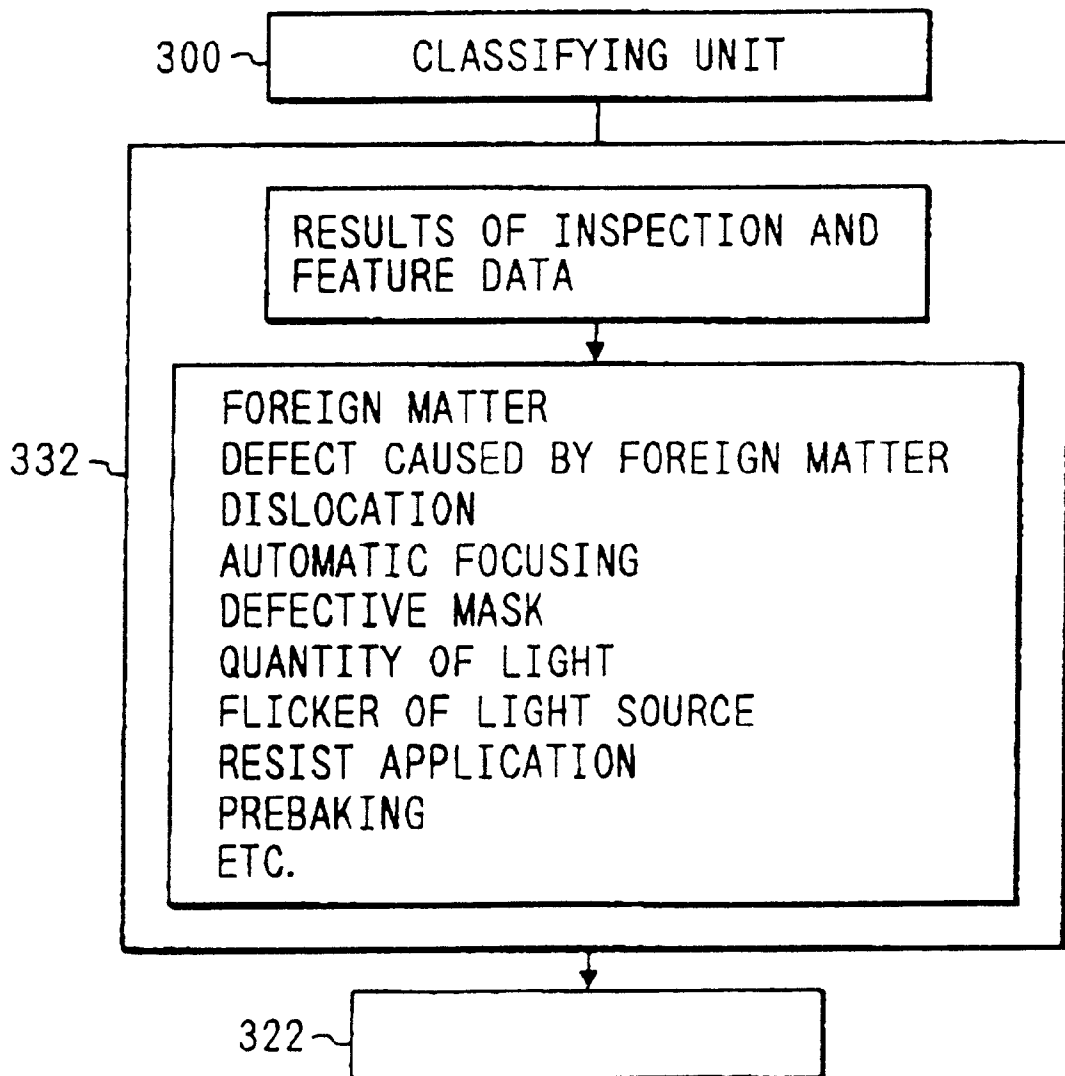 300
CLASSIFYING UNIT
RESULTS OF INSPECTION AND
FEATURE DATA
332
FOREIGN MATTER
DEFECT CAUSED BY FOREIGN MATTER
DISLOCATION
AUTOMATIC FOCUSING
DEFECTIVE MASK
QUANTITY OF LIGHT
FLICKER OF LIGHT SOURCE
RESIST APPLICATION
PREBAKING
ETC.
322